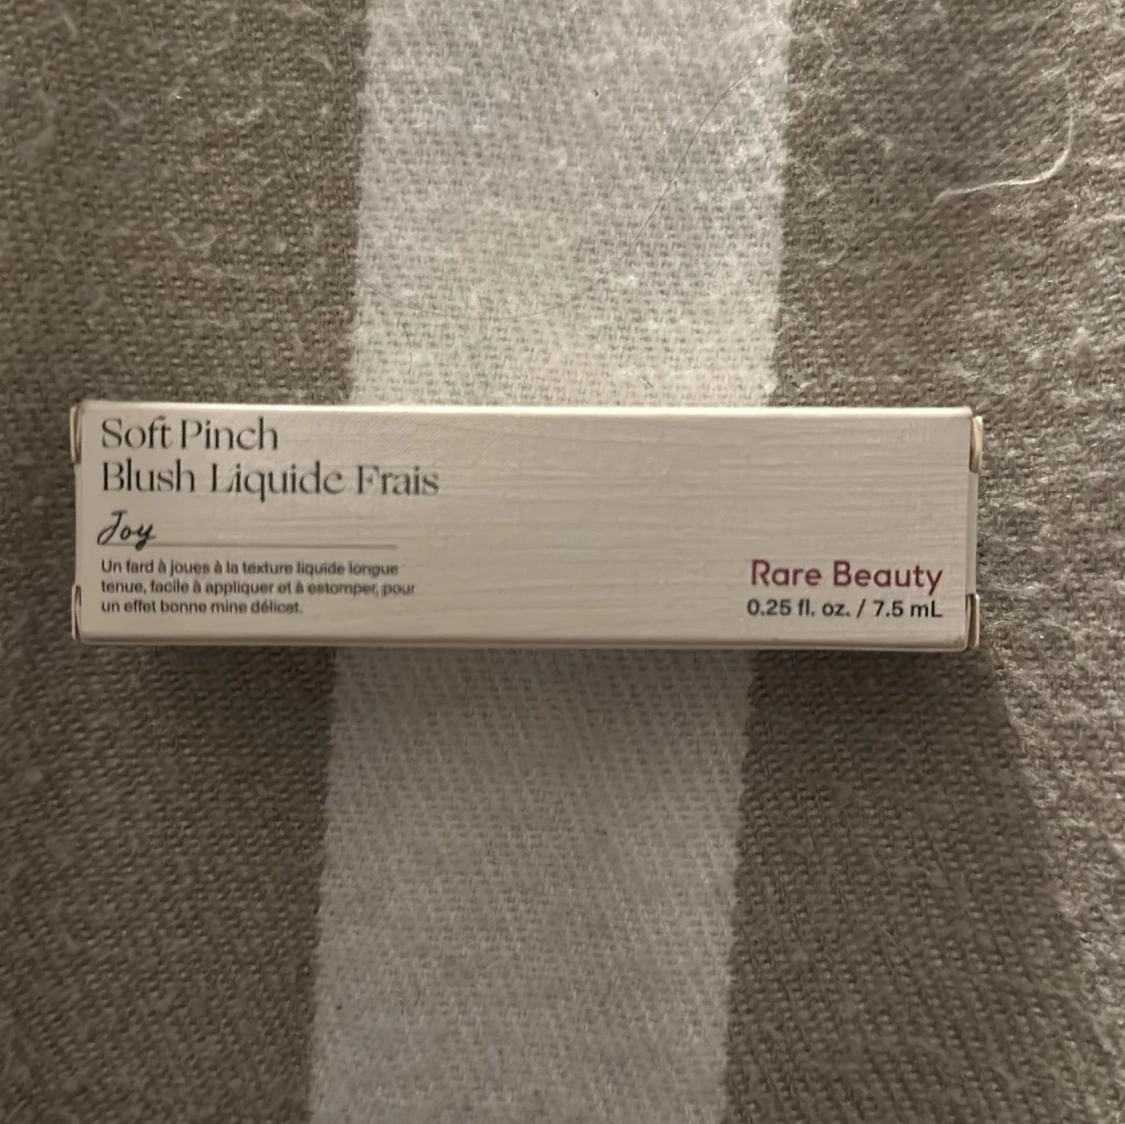 Soft Pinch
Blush Liquide Frais
Joy
Un fard à joues à la texture liquide longue
tenue, facile à appliquer et à estomper, pour
un effet bonne mine délicat.
Rare Beauty
0.25 fl. oz. / 7.5 mL